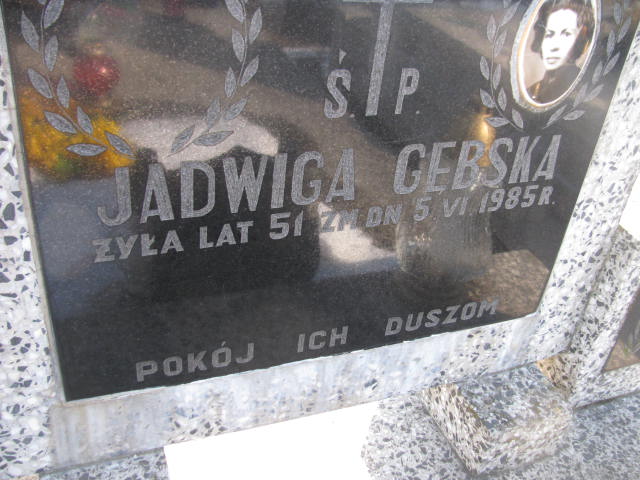 Ś. P.
JADWIGA GĘBSKA
ŻYŁA LAT 51 ZM. DN. 5. VI. 1985 R.
POKÓJ ICH DUSZOM